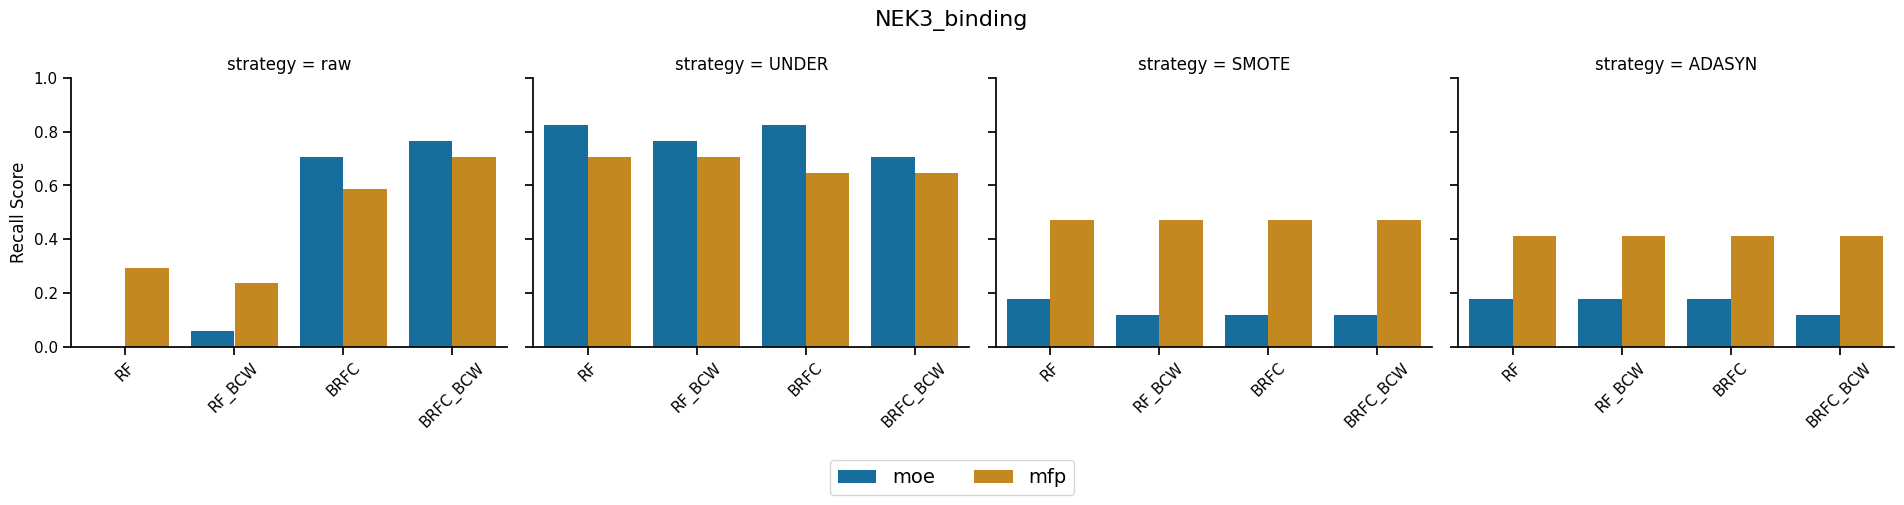 NEK3_binding
strategy = raw
strategy = UNDER
strategy = SMOTE
strategy = ADASYN
Recall Score
1.0
0.8
0.6
0.4
0.2
0.0
RF
RF_BCW
BRFC
BRFC_BCW
RF
RF_BCW
BRFC
BRFC_BCW
RF
RF_BCW
BRFC
BRFC_BCW
RF
RF_BCW
BRFC
BRFC_BCW
moe
mfp